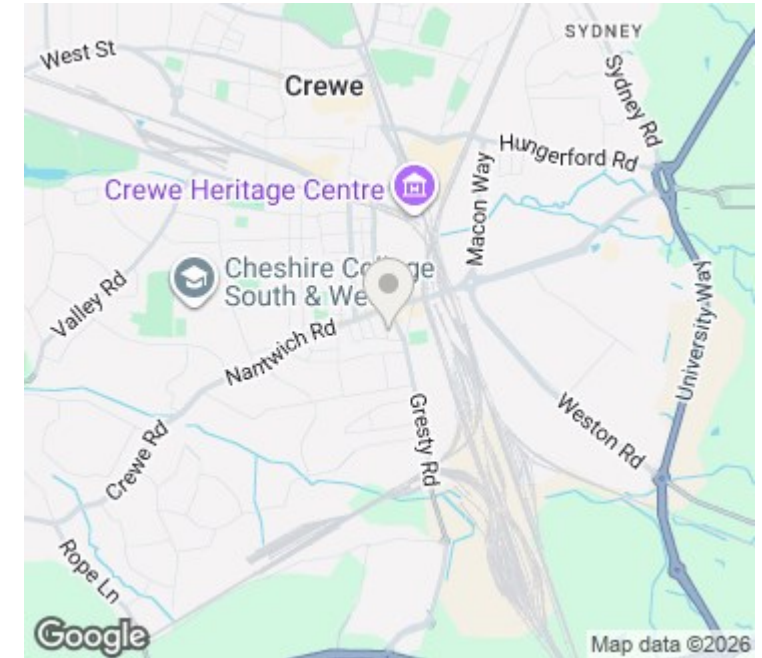 SYDNEY
West St
Crewe
Sydney Rd
Hungerford Rd
Macon Way
Crewe Heritage Centre
Cheshire College
South & We
Valley Rd
Nantwich Rd
University Way
Gresty Rd
Weston Rd
Crewe Rd
Rope Ln
Google
Map data ©2026